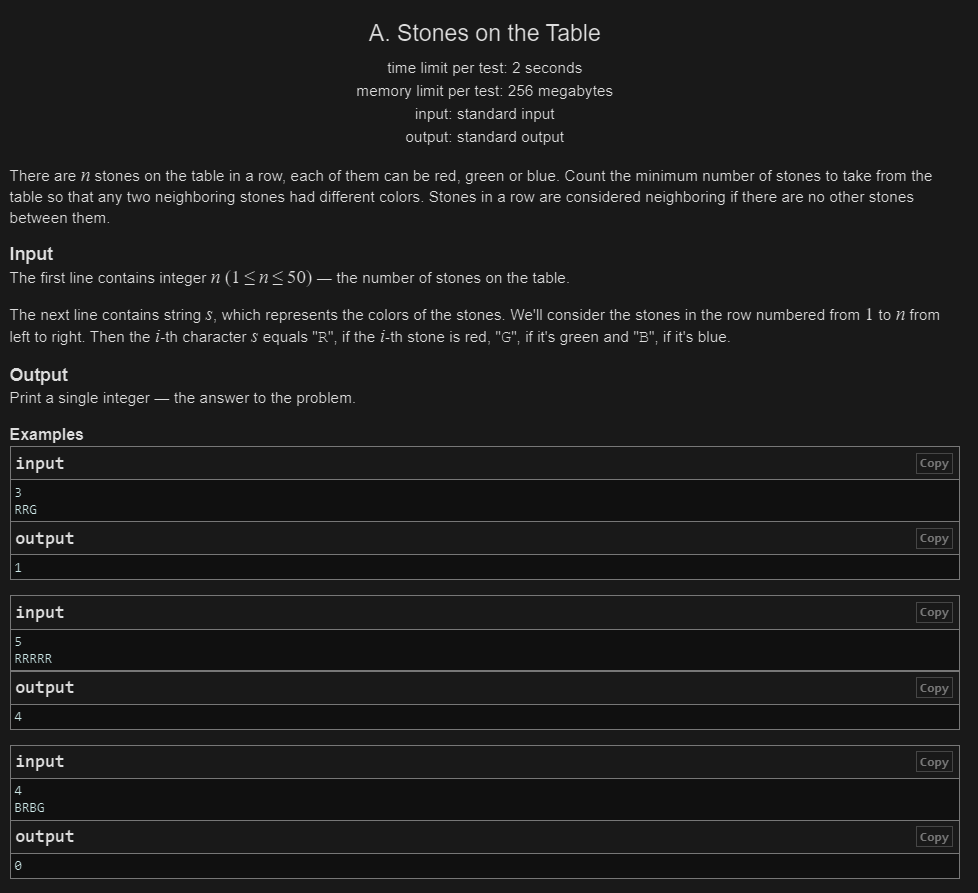 A. Stones on the Table
time limit per test: 2 seconds
memory limit per test: 256 megabytes
input: standard input
output: standard output
There are n stones on the table in a row, each of them can be red, green or blue. Count the minimum number of stones to take from the
table so that any two neighboring stones had different colors. Stones in a row are considered neighboring if there are no other stones
between them.
Input
The first line contains integer n (1 ≤ n ≤ 50) — the number of stones on the table.
The next line contains string s, which represents the colors of the stones. We'll consider the stones in the row numbered from 1 to n from
left to right. Then the i-th character s equals "R", if the i-th stone is red, "G", if it's green and "B", if it's blue.
Output
Print a single integer — the answer to the problem.
Examples
input Copy
3
RRG
output Copy
1
input Copy
5
RRRRR
output Copy
4
input Copy
4
BRBG
output Copy
0